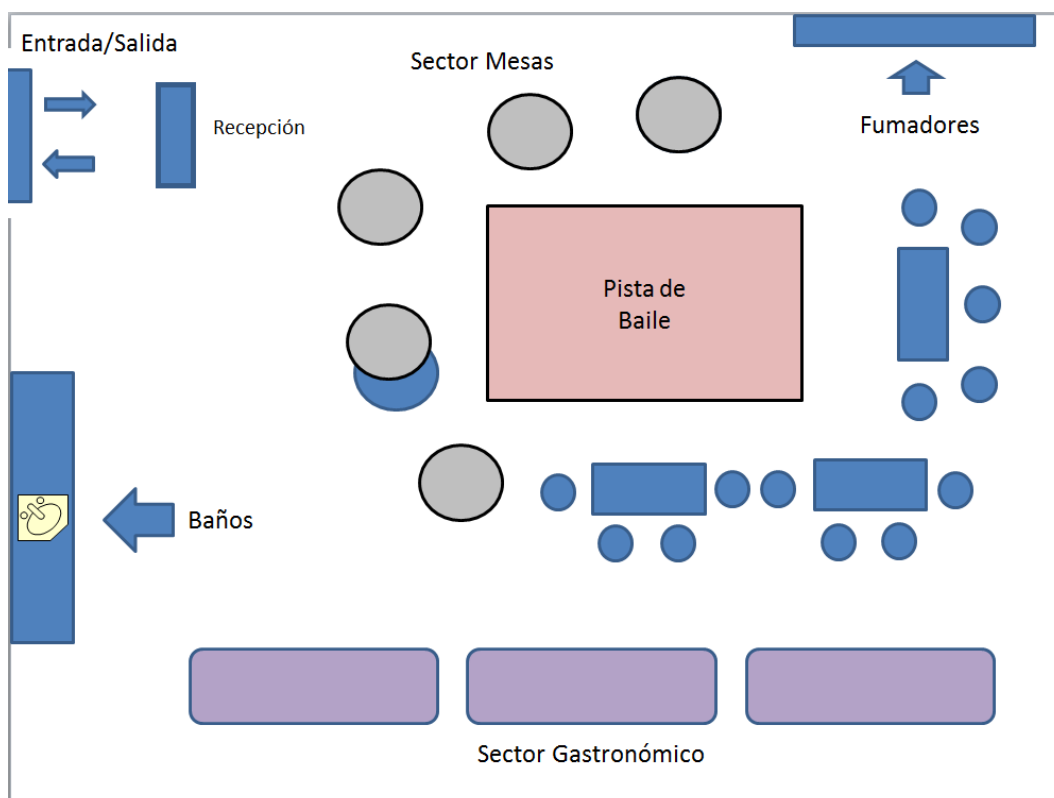 Entrada/Salida
Sector Mesas
Recepción
Fumadores
Pista de
Baile
Baños
Sector Gastronómico